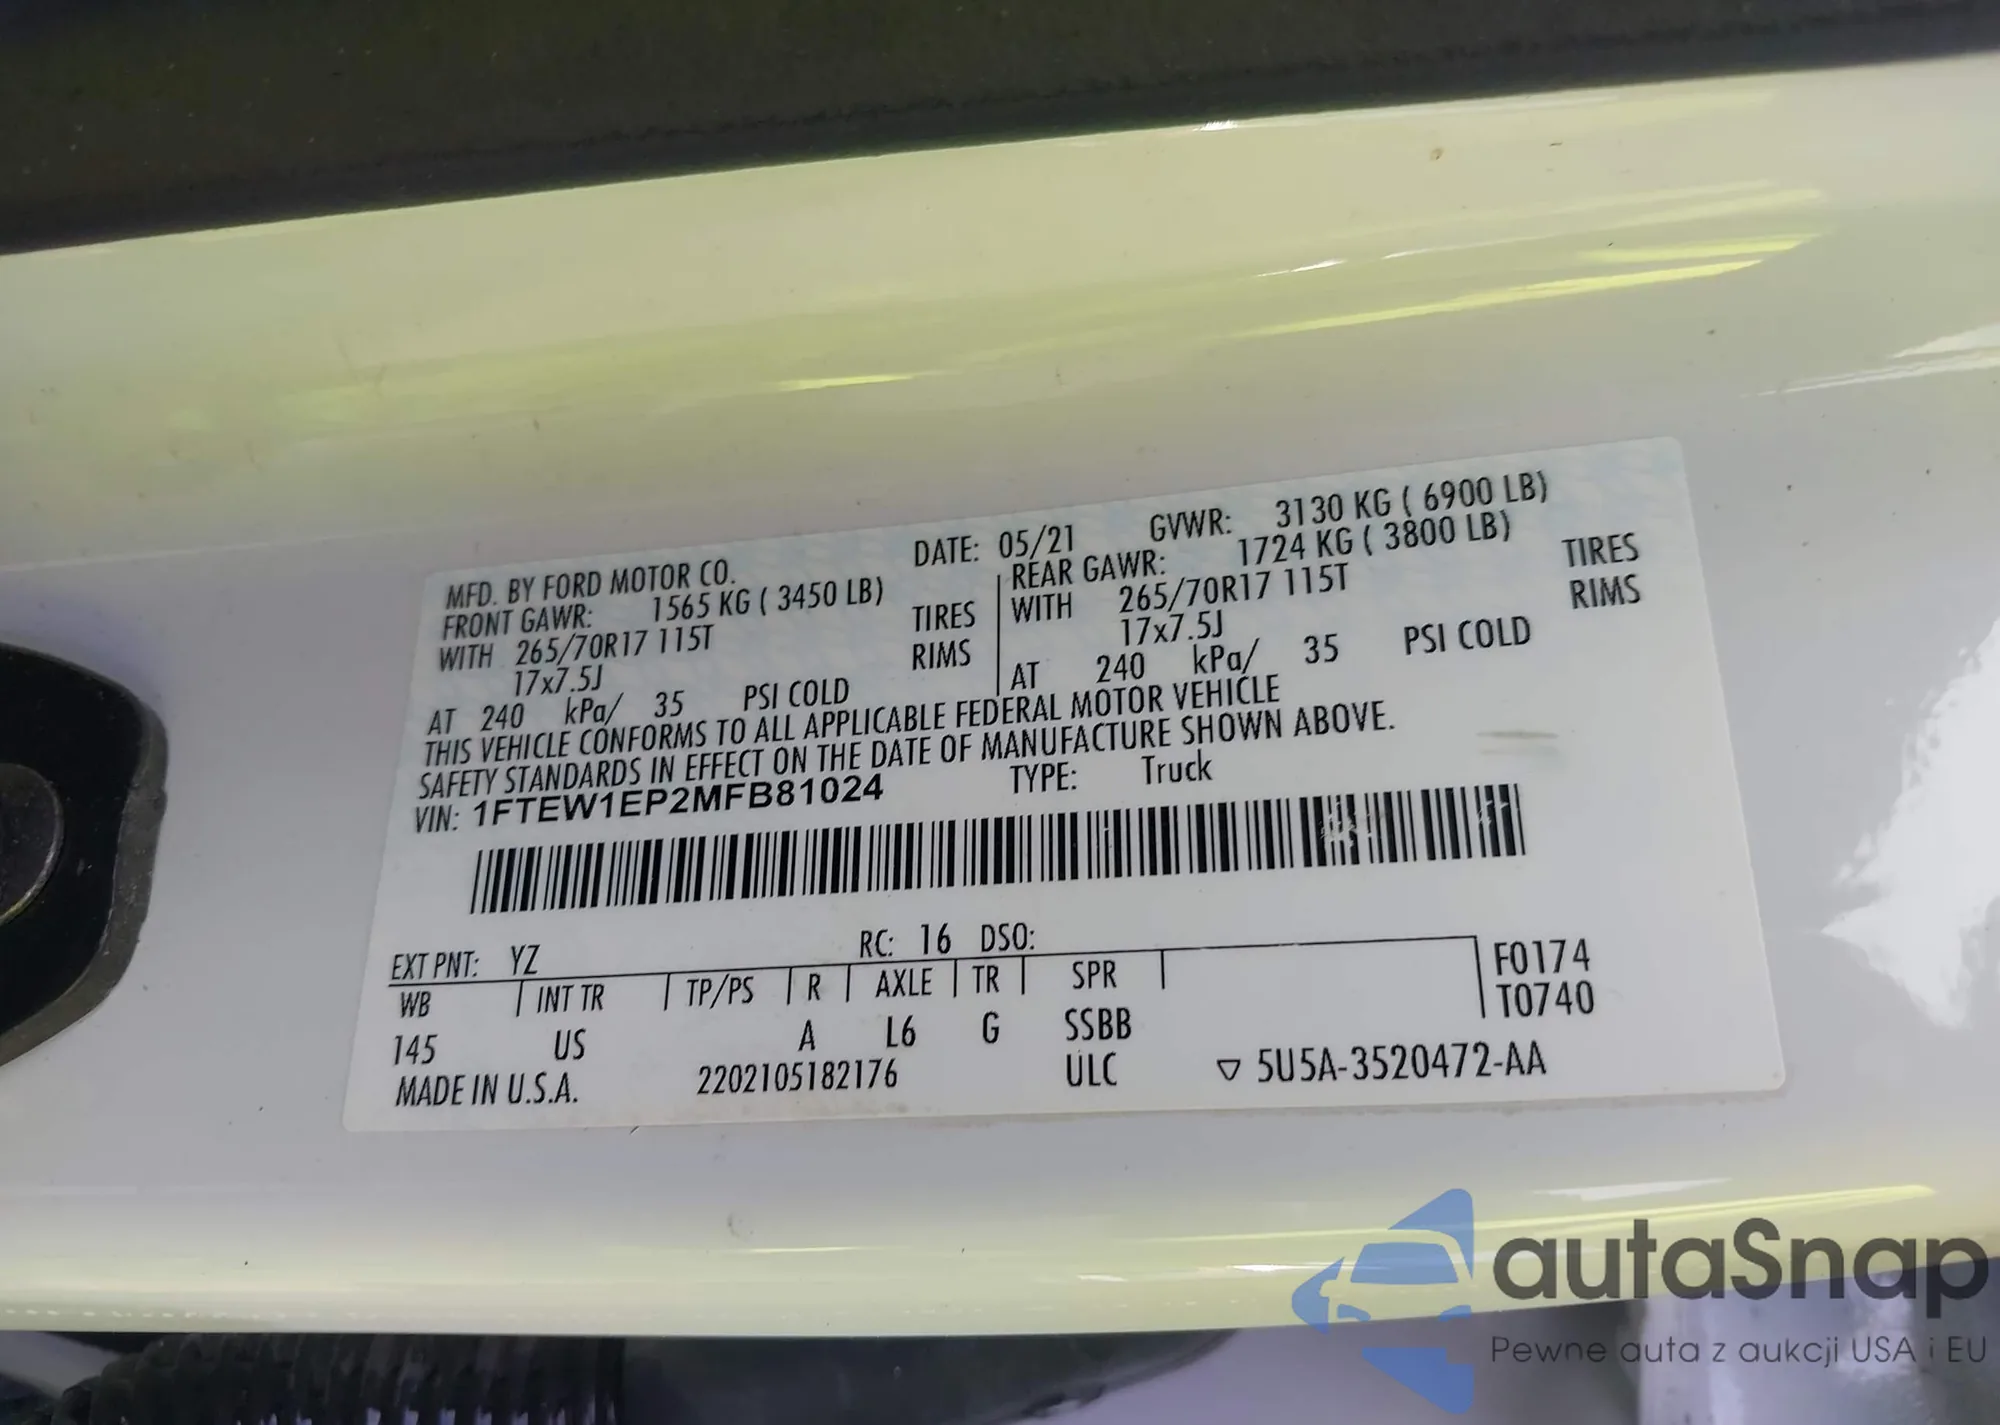 MFD. BY FORD MOTOR CO. DATE: 05/21 GVWR: 3130 KG ( 6900 LB)
FRONT GAWR: 1565 KG ( 3450 LB) REAR GAWR: 1724 KG ( 3800 LB)
WITH 265/70R17 115T TIRES WITH 265/70R17 115T TIRES
17x7.5J RIMS 17x7.5J RIMS
AT 240 kPa/ 35 PSI COLD AT 240 kPa/ 35 PSI COLD
THIS VEHICLE CONFORMS TO ALL APPLICABLE FEDERAL MOTOR VEHICLE
SAFETY STANDARDS IN EFFECT ON THE DATE OF MANUFACTURE SHOWN ABOVE.
VIN: 1FTEW1EP2MFB81024 TYPE: Truck
EXT PNT: YZ RC: 16 DSO: F0174
WB INT TR TP/PS R AXLE TR SPR T0740
145 US A L6 G SSBB
MADE IN U.S.A. 2202105182176 ULC ▽ 5U5A-3520472-AA
autaSnap
Pewne auta z aukcji USA i EU